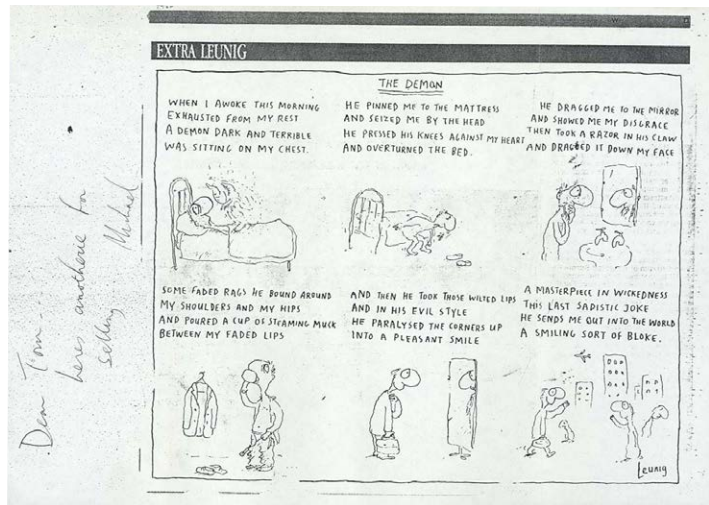 EXTRA LEUNIG
THE DEMON
WHEN I AWOKE THIS MORNING
EXHAUSTED FROM MY REST
A DEMON DARK AND TERRIBLE
WAS SITTING ON MY CHEST.
HE PINNED ME TO THE MATTRESS
AND SEIZED ME BY THE HEAD
HE PRESSED HIS KNEES AGAINST MY HEART
AND OVERTURNED THE BED.
HE DRAGGED ME TO THE MIRROR
AND SHOWED ME MY DISGRACE
THEN TOOK A RAZOR IN HIS CLAW
AND DRAGGED IT DOWN MY FACE
SOME FADED RAGS HE BOUND AROUND
MY SHOULDERS AND MY HIPS
AND POURED A CUP OF STEAMING MUCK
BETWEEN MY FADED LIPS
AND THEN HE TOOK THOSE WILTED LIPS
AND IN HIS EVIL STYLE
HE PARALYSED THE CORNERS UP
INTO A PLEASANT SMILE
A MASTERPIECE IN WICKEDNESS
THIS LAST SADISTIC JOKE
HE SENDS ME OUT INTO THE WORLD
A SMILING SORT OF BLOKE.
Leunig
Dear Tom..
heres anotherie for
selling
Michael